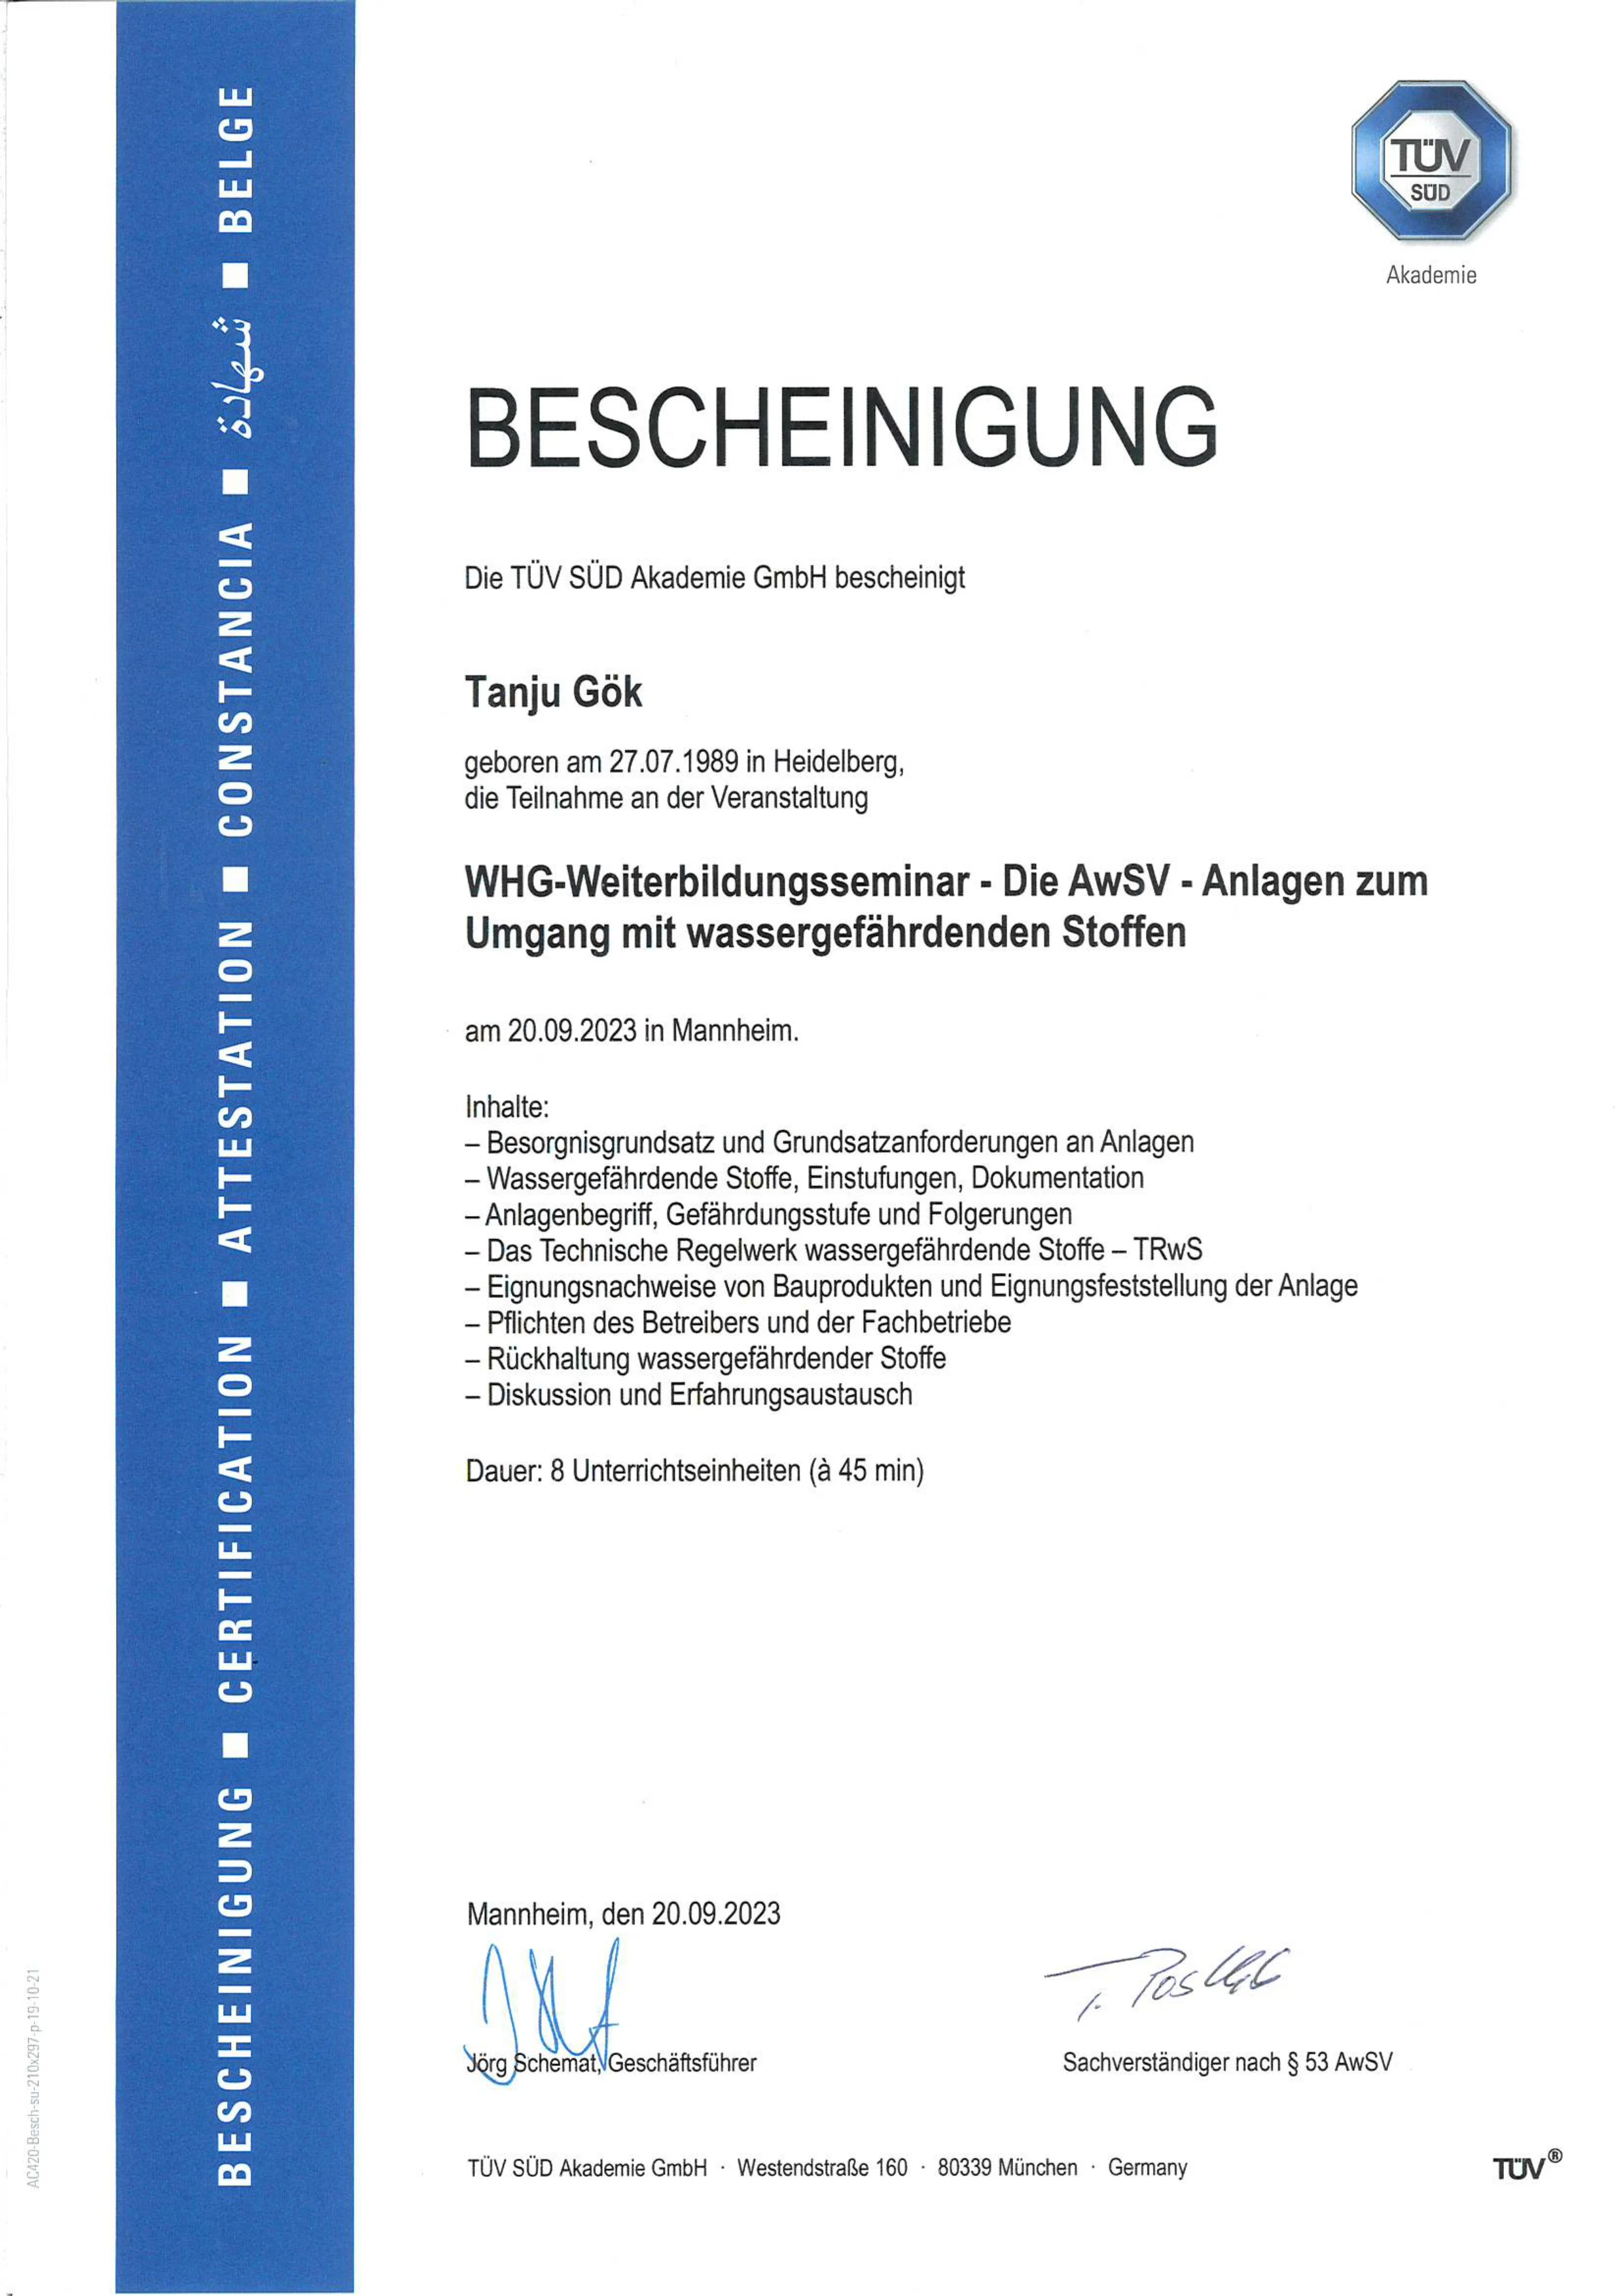 TÜV
SÜD
Akademie
BESCHEINIGUNG ■ CERTIFICATION ■ ATTESTATION ■ CONSTANCIA ■ شهادة ■ BELGE
BESCHEINIGUNG
Die TÜV SÜD Akademie GmbH bescheinigt
Tanju Gök
geboren am 27.07.1989 in Heidelberg,
die Teilnahme an der Veranstaltung
WHG-Weiterbildungsseminar - Die AwSV - Anlagen zum
Umgang mit wassergefährdenden Stoffen
am 20.09.2023 in Mannheim.
Inhalte:
– Besorgnisgrundsatz und Grundsatzanforderungen an Anlagen
– Wassergefährdende Stoffe, Einstufungen, Dokumentation
– Anlagenbegriff, Gefährdungsstufe und Folgerungen
– Das Technische Regelwerk wassergefährdende Stoffe – TRwS
– Eignungsnachweise von Bauprodukten und Eignungsfeststellung der Anlage
– Pflichten des Betreibers und der Fachbetriebe
– Rückhaltung wassergefährdender Stoffe
– Diskussion und Erfahrungsaustausch
Dauer: 8 Unterrichtseinheiten (à 45 min)
Mannheim, den 20.09.2023
Jörg Schemat, Geschäftsführer
Sachverständiger nach § 53 AwSV
TÜV SÜD Akademie GmbH · Westendstraße 160 · 80339 München · Germany
TÜV®
AC420-Besch-su-210x297-p-19-10-21